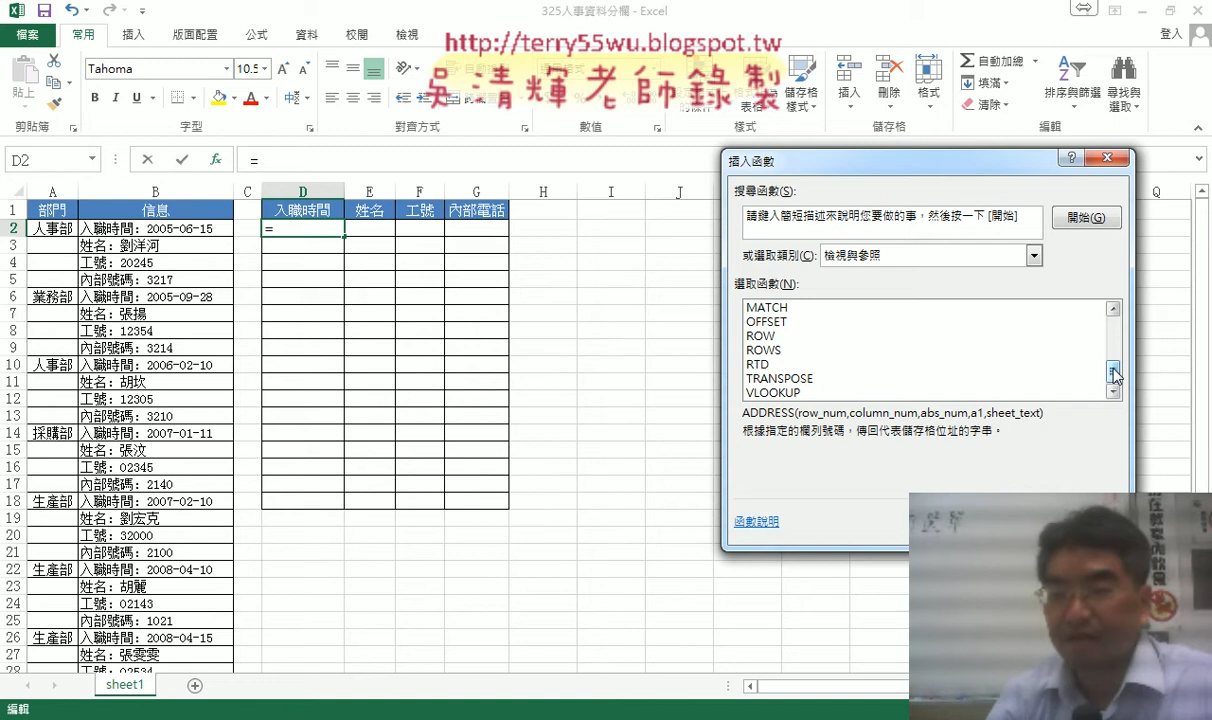 325人事資料分欄 - Excel
檔案 常用 插入 版面配置 公式 資料 校閱 檢視 登入
http://terry55wu.blogspot.tw
吳清輝老師錄製
貼上 Tahoma 10.5 B I U 中 插入 刪除 格式 Σ 自動加總 填滿 清除 排序與篩選 尋找與選取
剪貼簿 字型 對齊方式 數值 樣式 儲存格 編輯
D2 fx =
A B C D E F G H I J Q
1 部門 信息 入職時間 姓名 工號 內部電話
2 人事部 入職時間: 2005-06-15 =
3 姓名: 劉洋河
4 工號: 20245
5 內部號碼: 3217
6 業務部 入職時間: 2005-09-28
7 姓名: 張揚
8 工號: 12354
9 內部號碼: 3214
10 人事部 入職時間: 2006-02-10
11 姓名: 胡坎
12 工號: 12305
13 內部號碼: 3210
14 採購部 入職時間: 2007-01-11
15 姓名: 張汶
16 工號: 02345
17 內部號碼: 2140
18 生產部 入職時間: 2007-02-10
19 姓名: 劉宏克
20 工號: 32000
21 內部號碼: 2100
22 生產部 入職時間: 2008-04-10
23 姓名: 胡麗
24 工號: 02143
25 內部號碼: 1021
26 生產部 入職時間: 2008-04-15
27 姓名: 張雯雯
28 工號: 02534
插入函數
搜尋函數(S):
請鍵入簡短描述來說明您要做的事，然後按一下 [開始]
開始(G)
或選取類別(C): 檢視與參照
選取函數(N):
MATCH
OFFSET
ROW
ROWS
RTD
TRANSPOSE
VLOOKUP
ADDRESS(row_num,column_num,abs_num,a1,sheet_text)
根據指定的欄列號碼，傳回代表儲存格位址的字串。
函數說明
sheet1
編輯